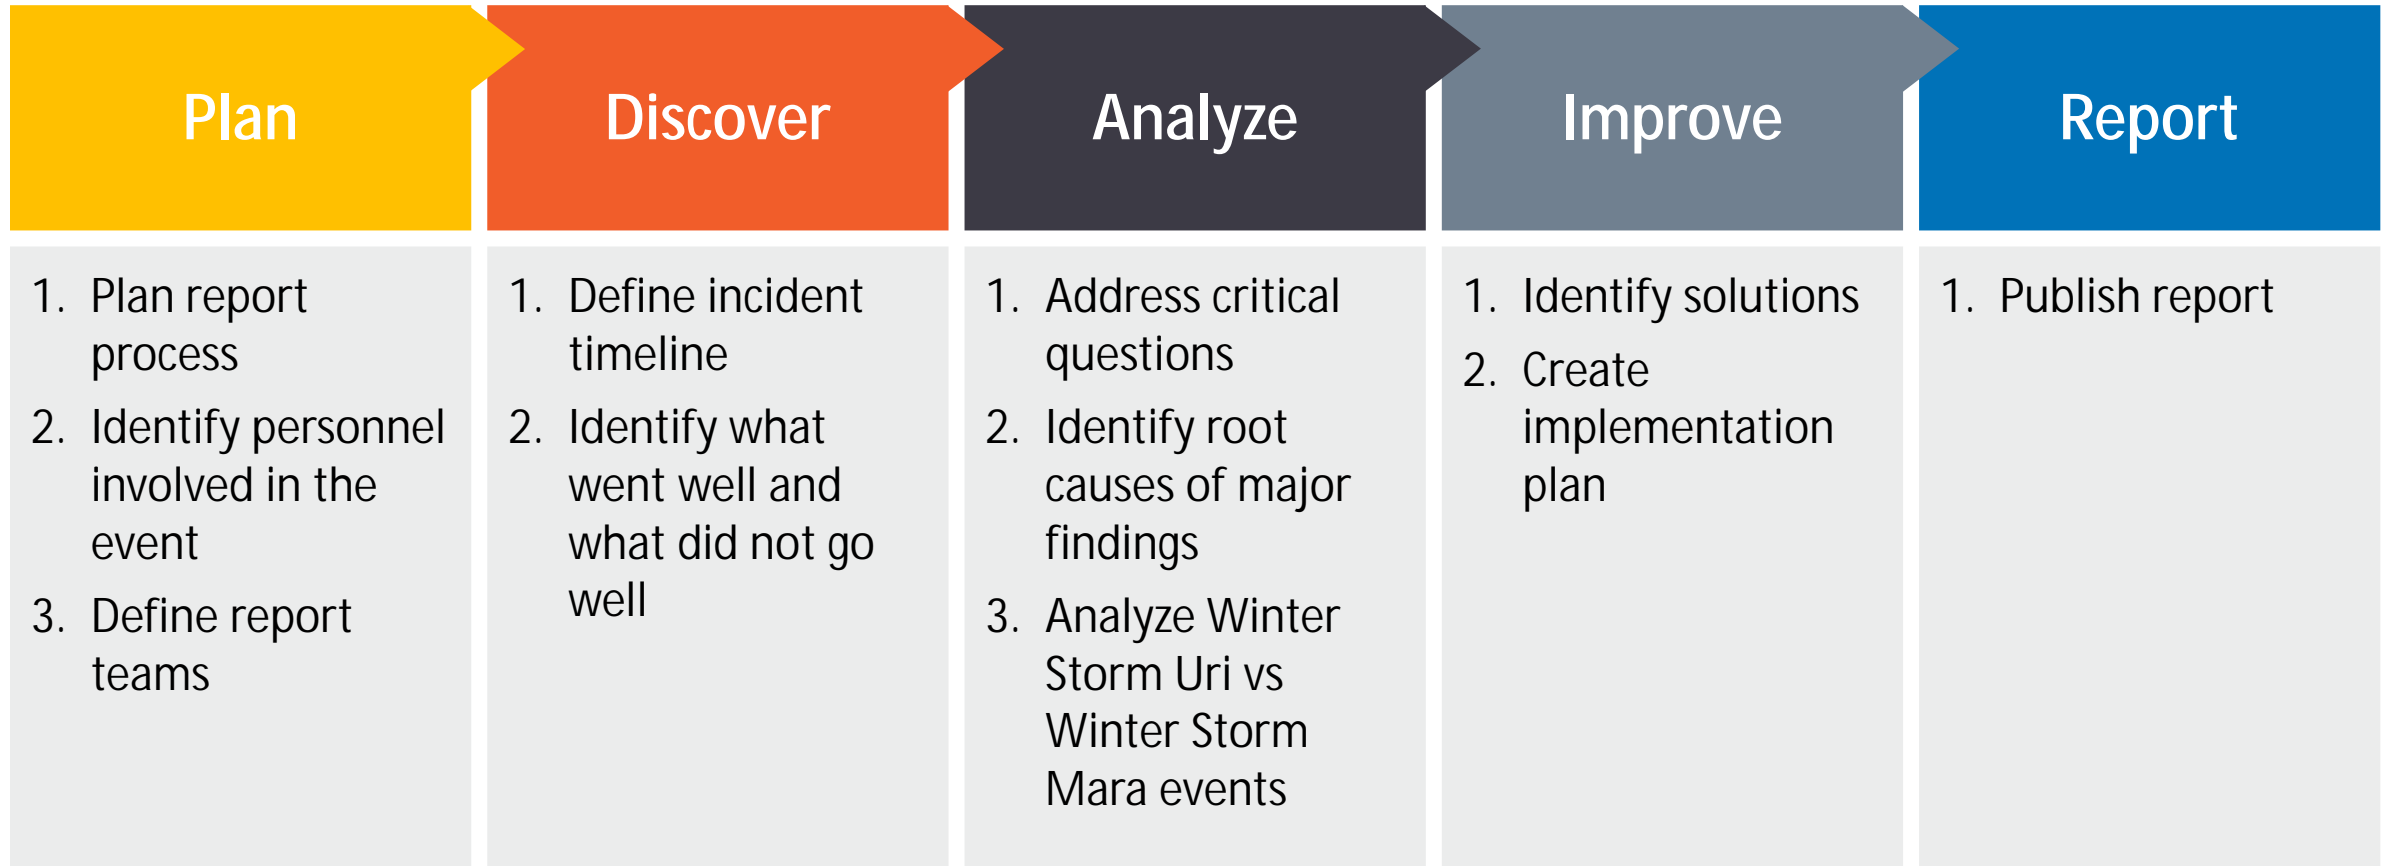 Plan
Discover
Analyze
Improve
Report
1. Plan report
process
2. Identify personnel
involved in the
event
3. Define report
teams
1. Define incident
timeline
2. Identify what
went well and
what did not go
well
1. Address critical
questions
2. Identify root
causes of major
findings
3. Analyze Winter
Storm Uri vs
Winter Storm
Mara events
1. Identify solutions
2. Create
implementation
plan
1. Publish report